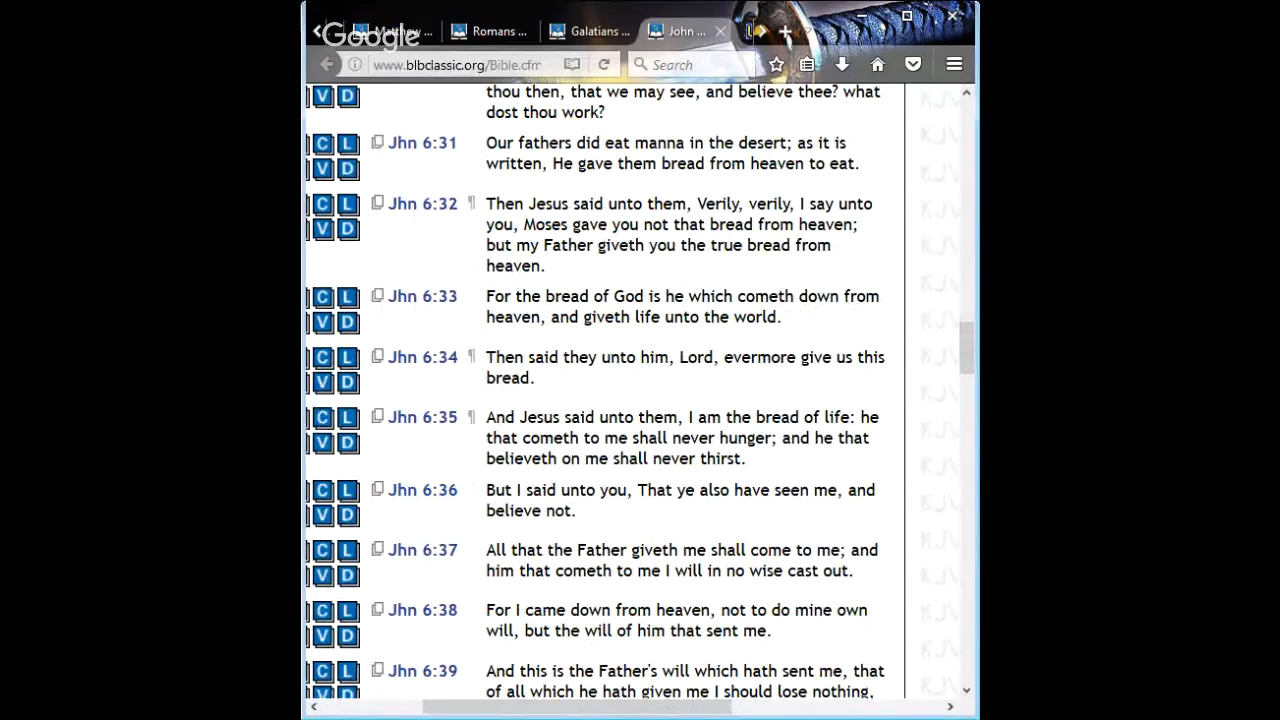 Matthew ...
Romans ...
Galatians ...
John ...
Google
www.blbclassic.org/Bible.cfm
Search
thou then, that we may see, and believe thee? what
dost thou work?
V D
C L
Jhn 6:31
Our fathers did eat manna in the desert; as it is
written, He gave them bread from heaven to eat.
V D
C L
Jhn 6:32 ¶
Then Jesus said unto them, Verily, verily, I say unto
you, Moses gave you not that bread from heaven;
but my Father giveth you the true bread from
heaven.
V D
C L
Jhn 6:33
For the bread of God is he which cometh down from
heaven, and giveth life unto the world.
V D
C L
Jhn 6:34 ¶
Then said they unto him, Lord, evermore give us this
bread.
V D
C L
Jhn 6:35 ¶
And Jesus said unto them, I am the bread of life: he
that cometh to me shall never hunger; and he that
believeth on me shall never thirst.
V D
C L
Jhn 6:36
But I said unto you, That ye also have seen me, and
believe not.
V D
C L
Jhn 6:37
All that the Father giveth me shall come to me; and
him that cometh to me I will in no wise cast out.
V D
C L
Jhn 6:38
For I came down from heaven, not to do mine own
will, but the will of him that sent me.
V D
C L
Jhn 6:39
And this is the Father's will which hath sent me, that
of all which he hath given me I should lose nothing,
V D